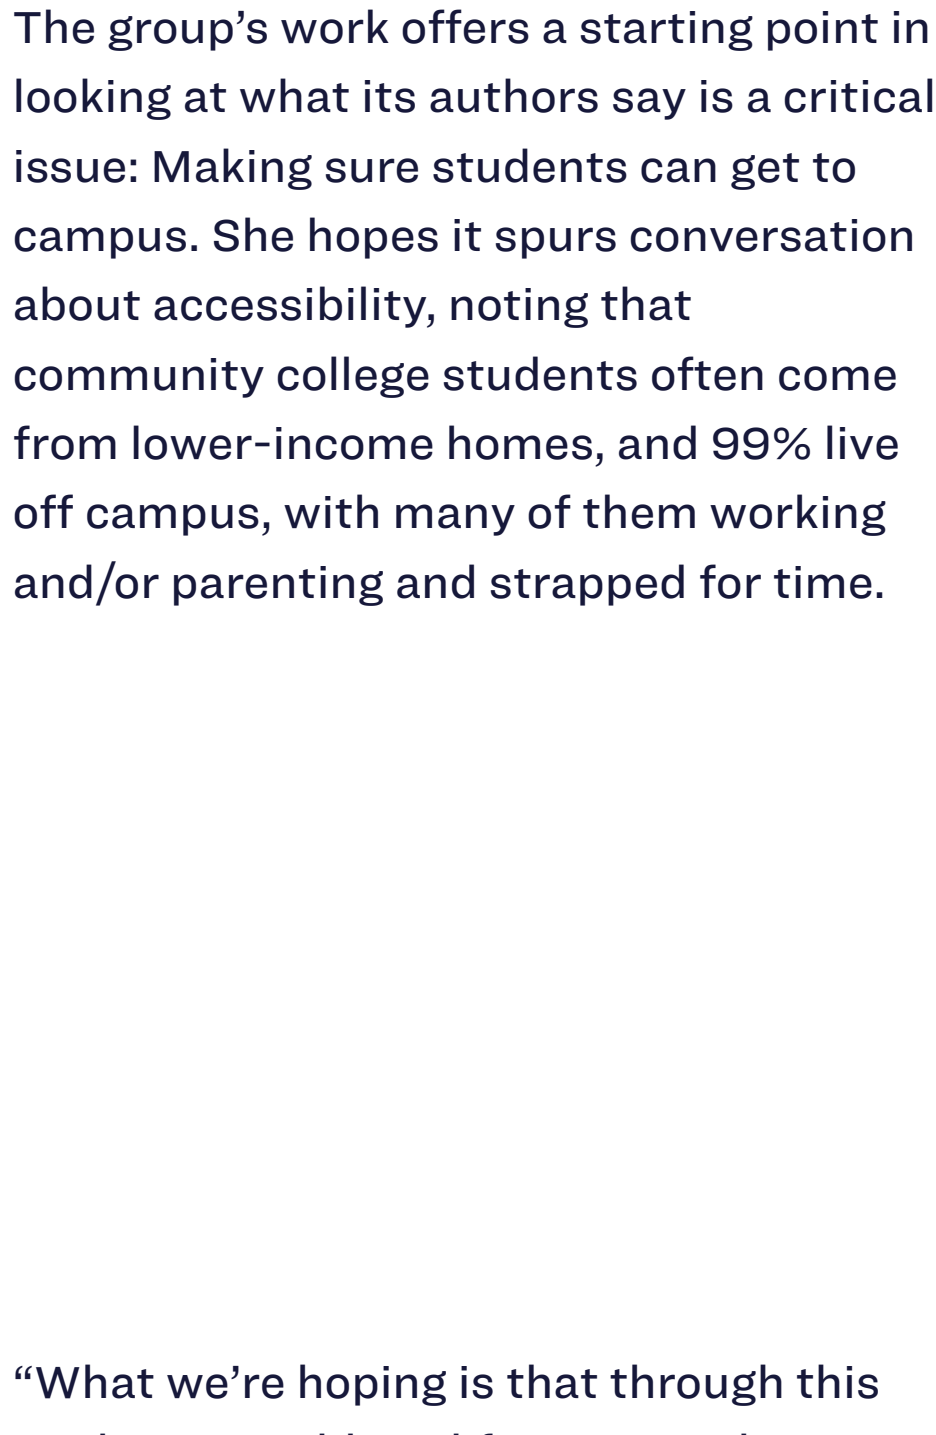 The group’s work offers a starting point in
looking at what its authors say is a critical
issue: Making sure students can get to
campus. She hopes it spurs conversation
about accessibility, noting that
community college students often come
from lower-income homes, and 99% live
off campus, with many of them working
and/or parenting and strapped for time.
“What we’re hoping is that through this